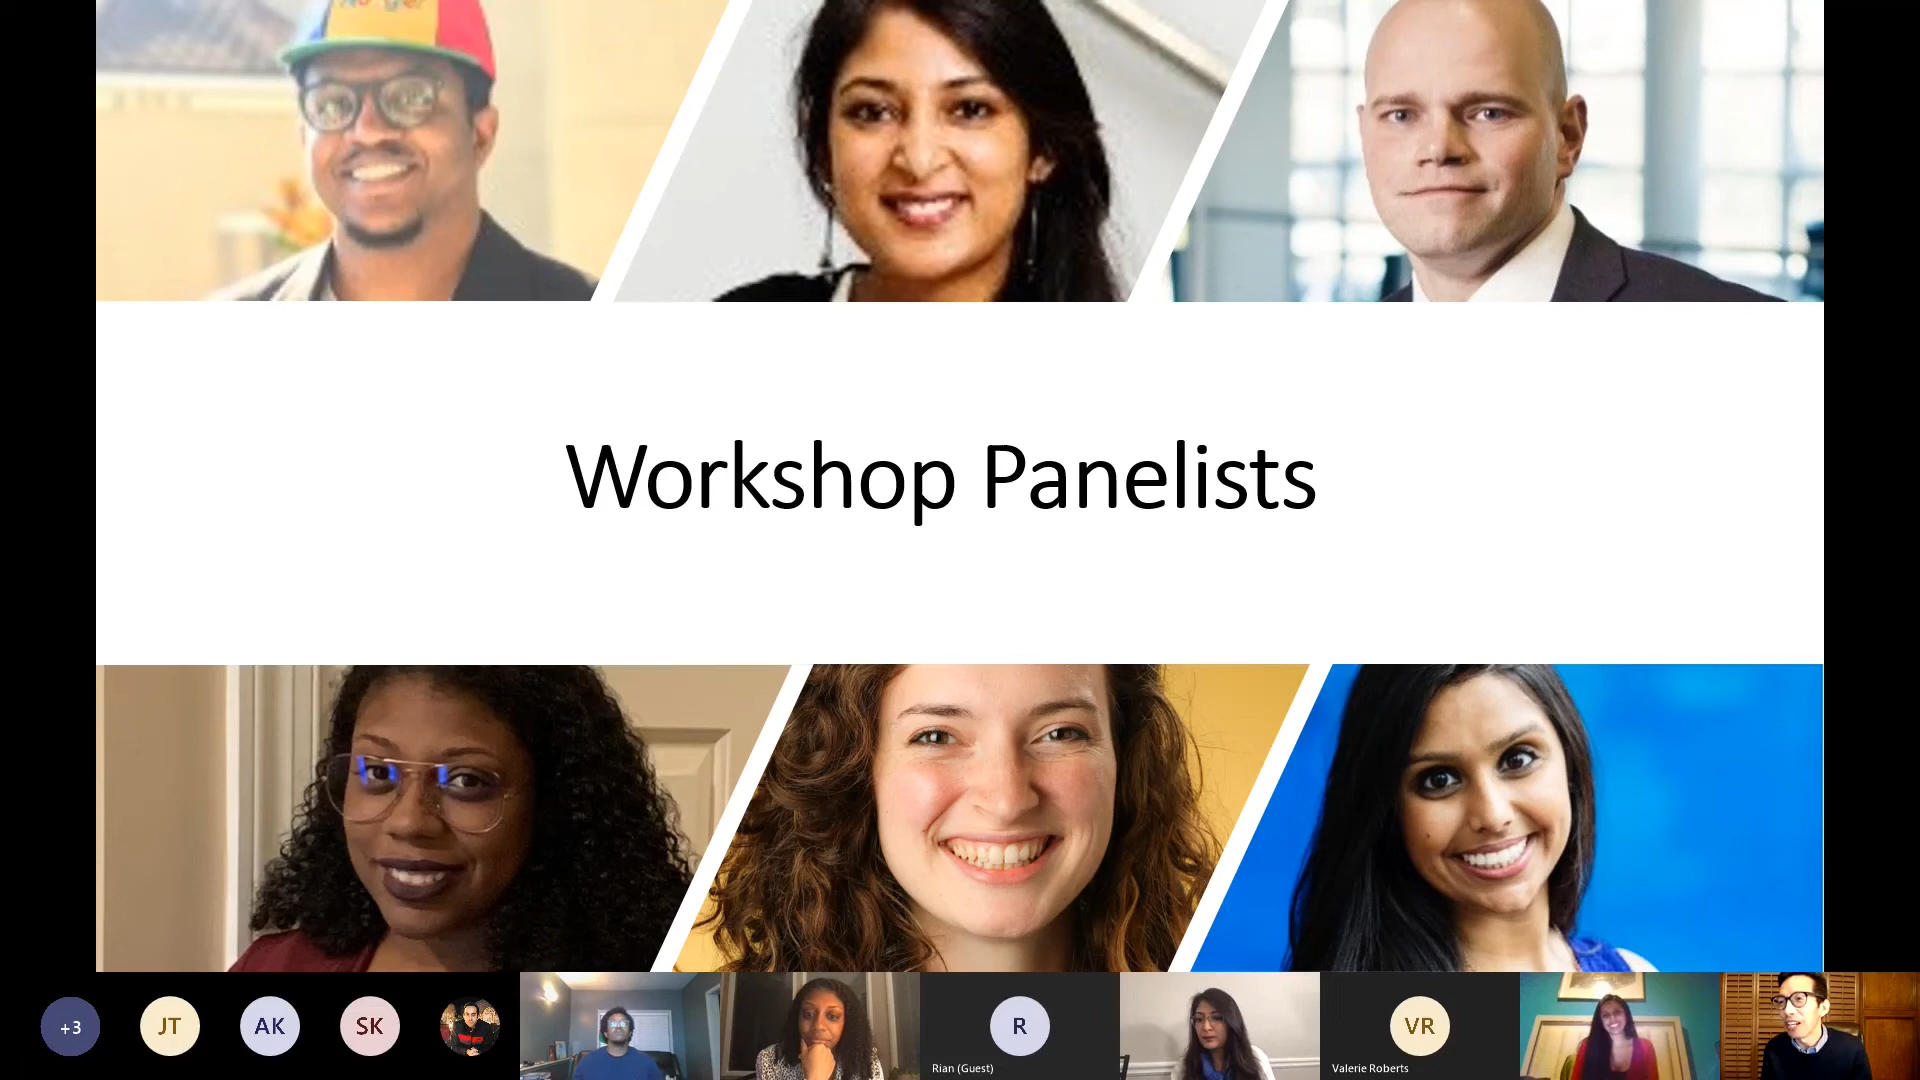 Workshop Panelists
+3
JT
AK
SK
R
VR
Rian (Guest)
Valerie Roberts